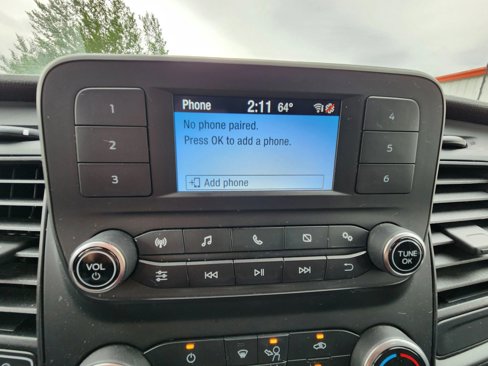 Phone 2:11 64°
No phone paired.
Press OK to add a phone.
Add phone
1
2
3
4
5
6
VOL
TUNE
OK